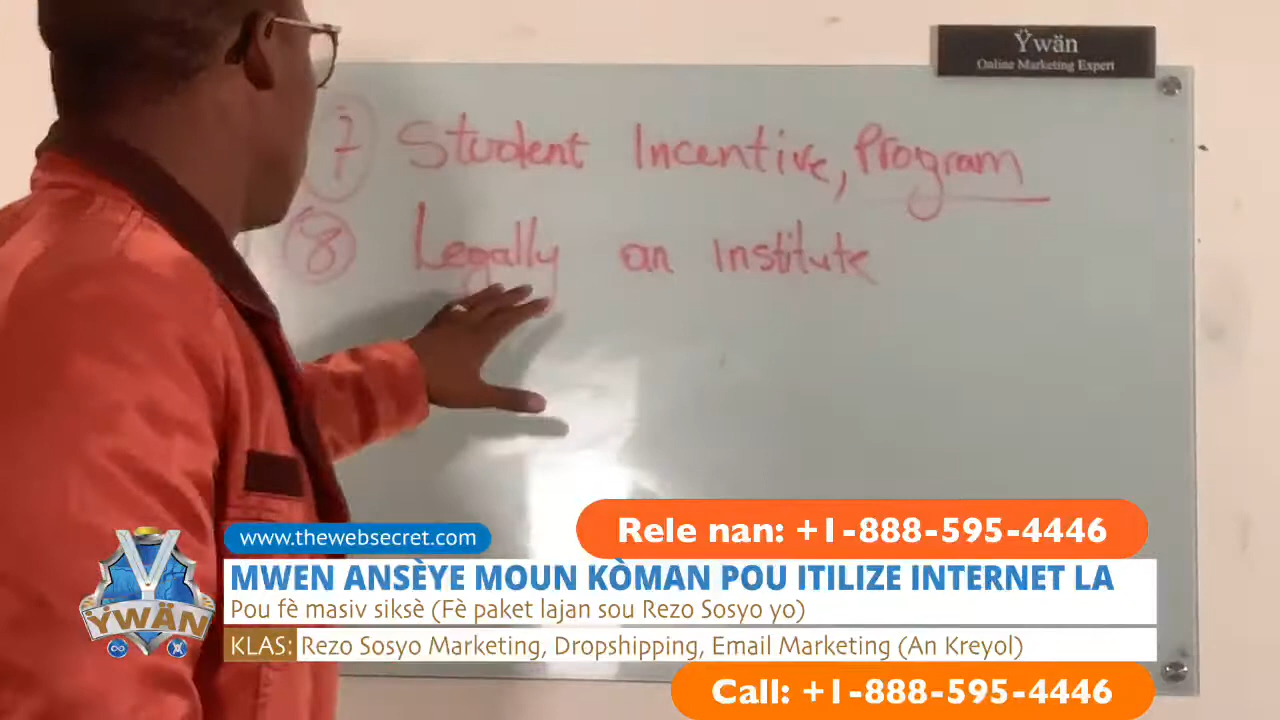 Ÿwän
Online Marketing Expert
7 Student Incentive, Program
8 Legally an institute
Rele nan: +1-888-595-4446
www.thewebsecret.com
MWEN ANSÈYE MOUN KÒMAN POU ITILIZE INTERNET LA
Pou fè masiv siksè (Fè paket lajan sou Rezo Sosyo yo)
KLAS: Rezo Sosyo Marketing, Dropshipping, Email Marketing (An Kreyol)
Call: +1-888-595-4446
Y
ŸWÄN